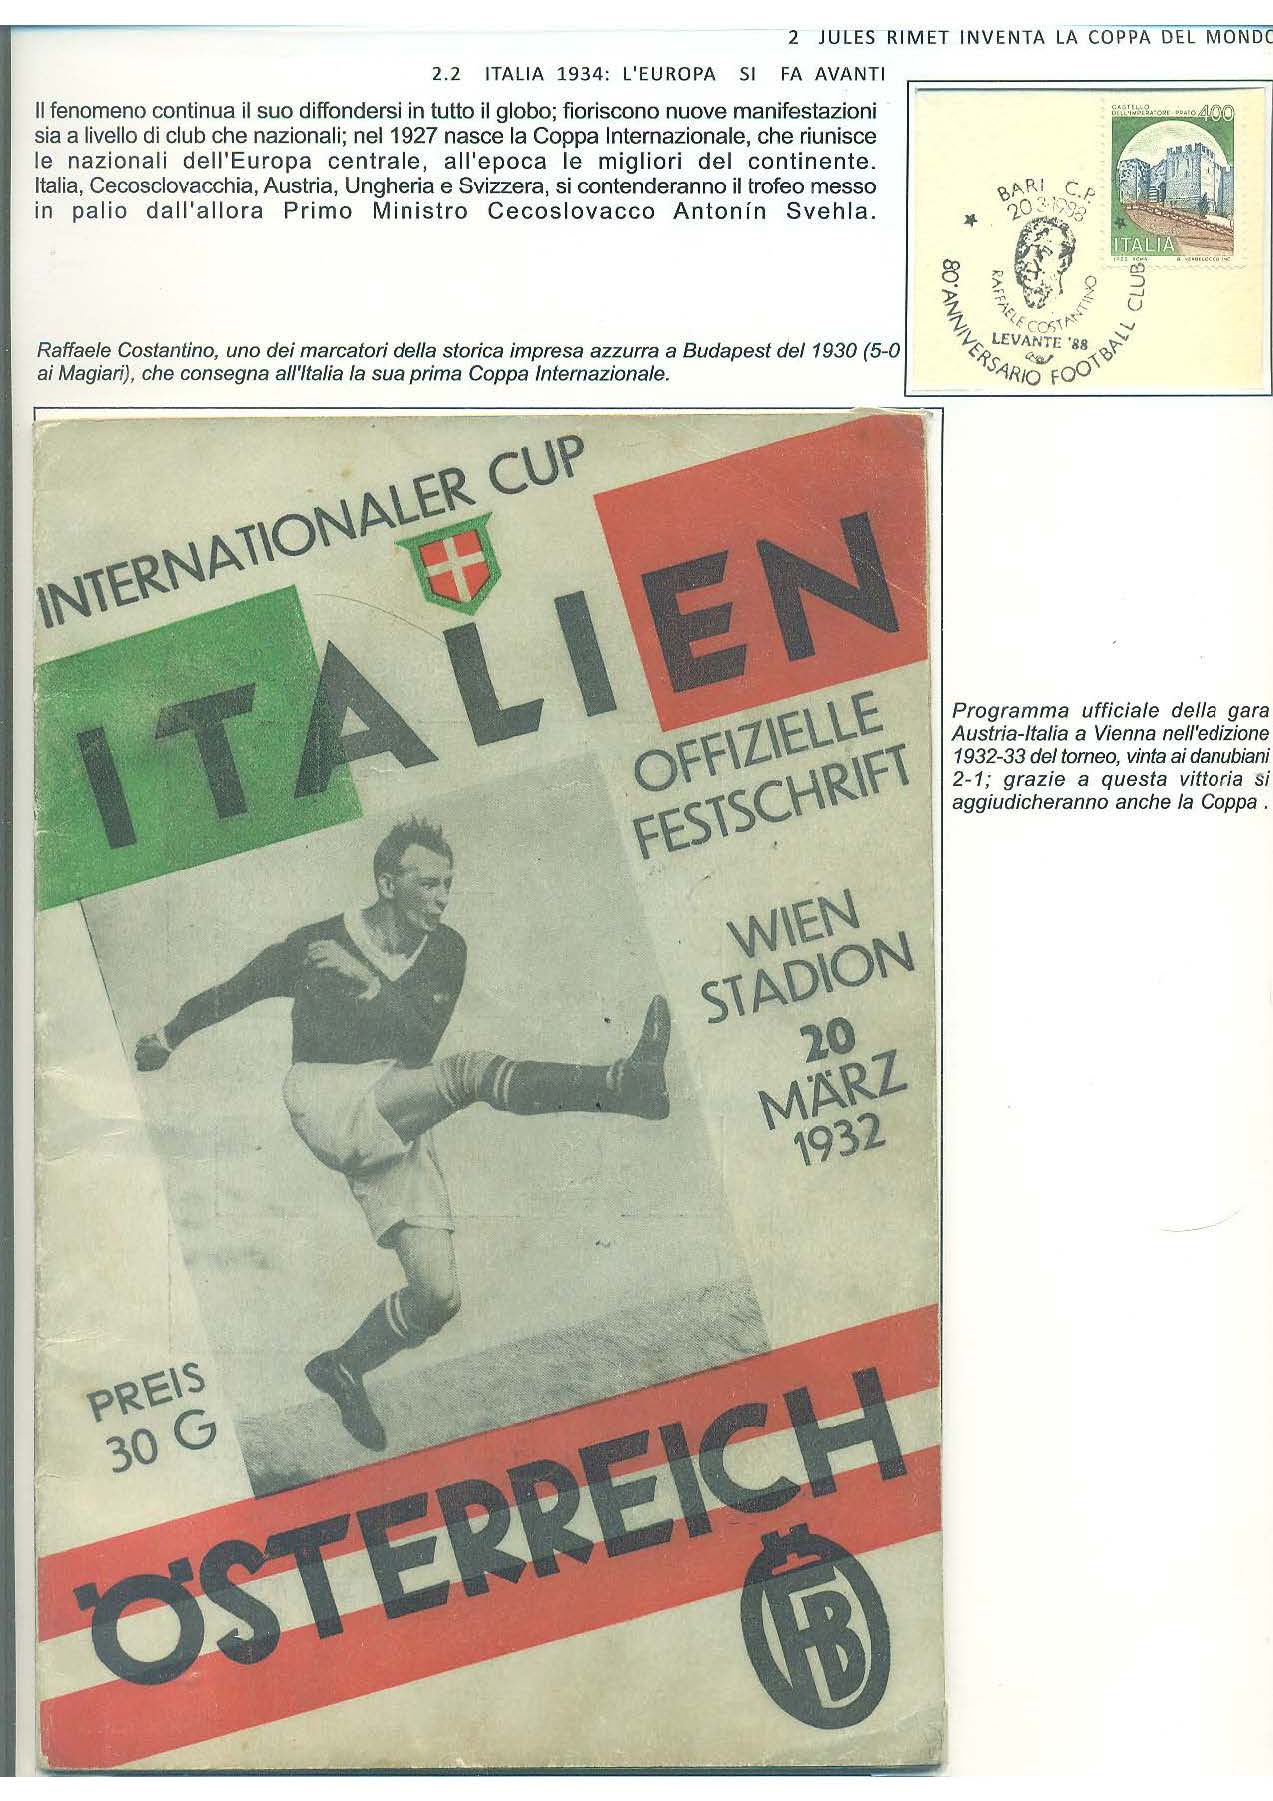 2 JULES RIMET INVENTA LA COPPA DEL MONDO
2.2 ITALIA 1934: L'EUROPA SI FA AVANTI
Il fenomeno continua il suo diffondersi in tutto il globo; fioriscono nuove manifestazioni
sia a livello di club che nazionali; nel 1927 nasce la Coppa Internazionale, che riunisce
le nazionali dell'Europa centrale, all'epoca le migliori del continente.
Italia, Cecosclovacchia, Austria, Ungheria e Svizzera, si contenderanno il trofeo messo
in palio dall'allora Primo Ministro Cecoslovacco Antonín Svehla.
CASTELLO
DELL'IMPERATORE · PRATO 400
ITALIA
BARI C.P.
20.3.1988
RAFFAELE COSTANTINO
LEVANTE '88
80° ANNIVERSARIO FOOTBALL CLUB
Raffaele Costantino, uno dei marcatori della storica impresa azzurra a Budapest del 1930 (5-0
ai Magiari), che consegna all'Italia la sua prima Coppa Internazionale.
INTERNATIONALER CUP
ITALIEN
OFFIZIELLE
FESTSCHRIFT
WIEN
STADION
20
MÄRZ
1932
PREIS
30 G
ÖSTERREICH
Programma ufficiale della gara
Austria-Italia a Vienna nell'edizione
1932-33 del torneo, vinta ai danubiani
2-1; grazie a questa vittoria si
aggiudicheranno anche la Coppa .